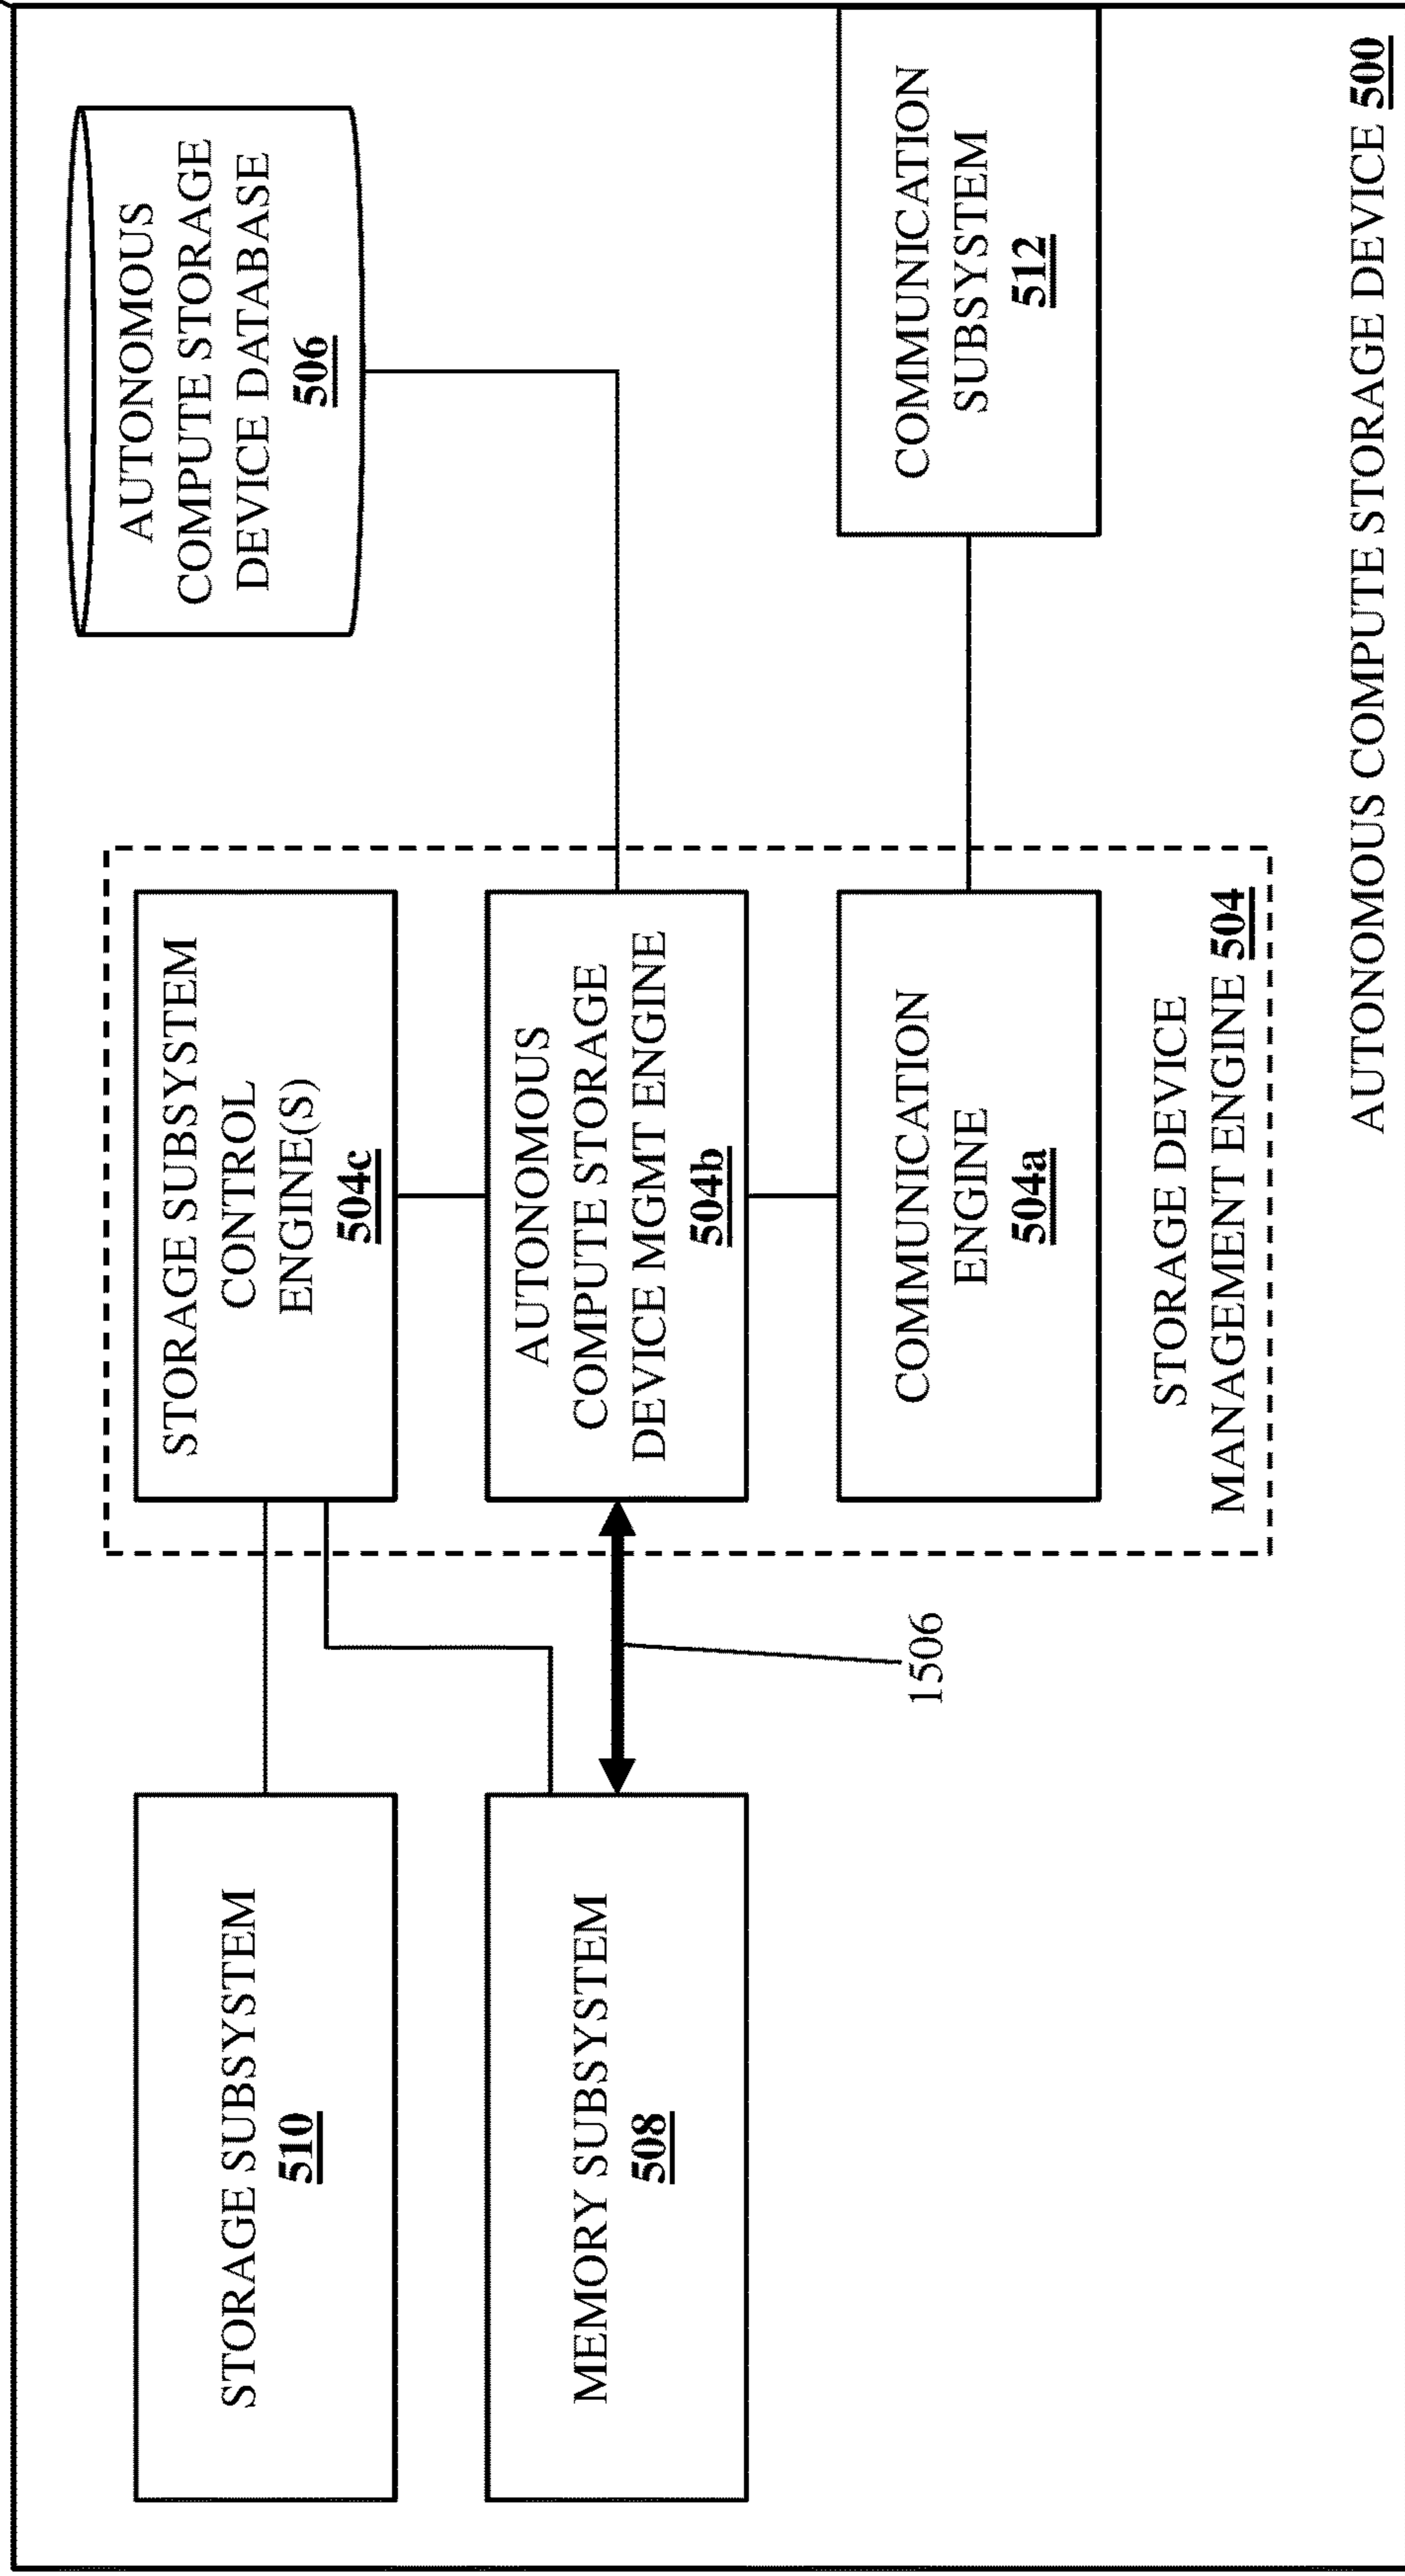 STORAGE SUBSYSTEM
510
MEMORY SUBSYSTEM
508
1506
STORAGE SUBSYSTEM
CONTROL
ENGINE(S)
504c
AUTONOMOUS
COMPUTE STORAGE
DEVICE MGMT ENGINE
504b
COMMUNICATION
ENGINE
504a
STORAGE DEVICE
MANAGEMENT ENGINE 504
AUTONOMOUS
COMPUTE STORAGE
DEVICE DATABASE
506
COMMUNICATION
SUBSYSTEM
512
AUTONOMOUS COMPUTE STORAGE DEVICE 500